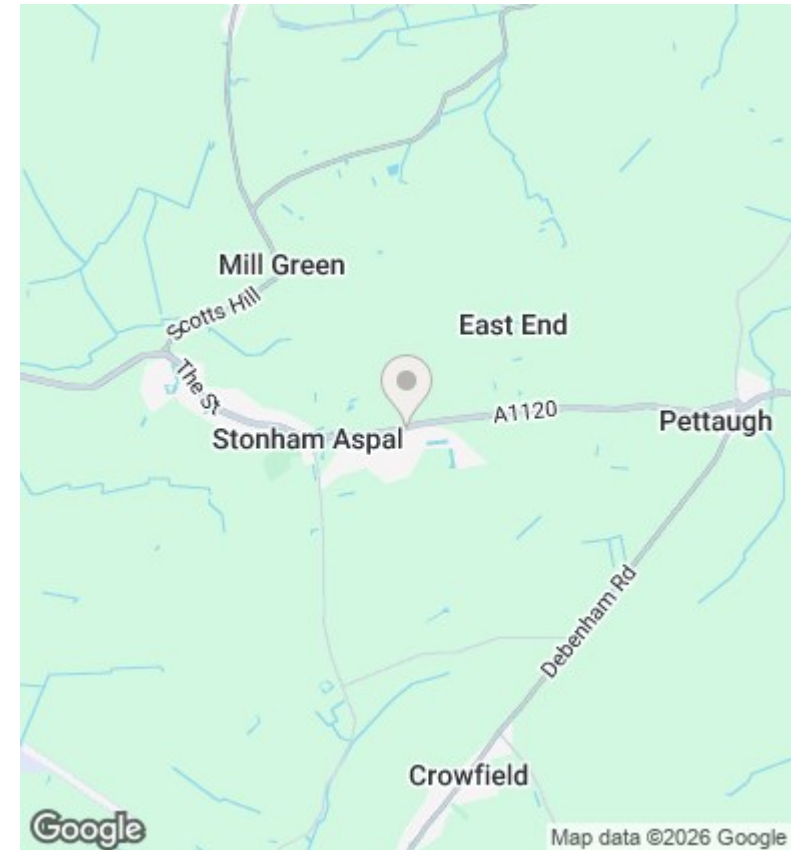 Mill Green
Scotts Hill
East End
The St
A1120
Stonham Aspal
Pettaugh
Debenham Rd
Crowfield
Google
Map data ©2026 Google